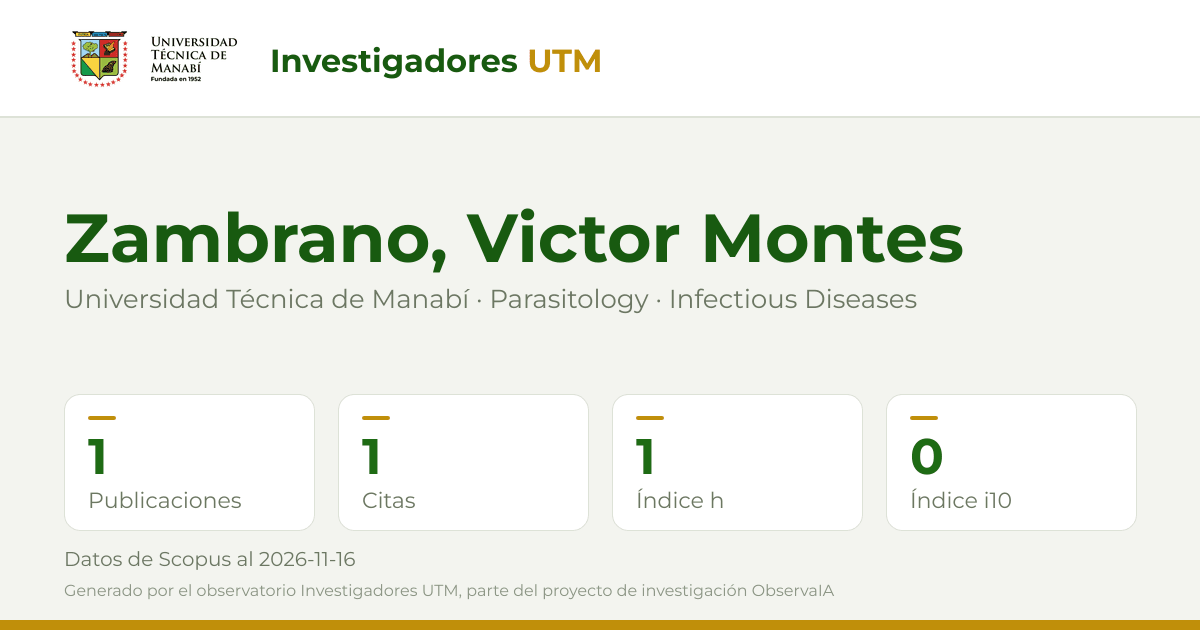 UNIVERSIDAD
TÉCNICA DE
MANABÍ
Fundada en 1952
Investigadores UTM
Zambrano, Victor Montes
Universidad Técnica de Manabí · Parasitology · Infectious Diseases
1
Publicaciones
1
Citas
1
Índice h
0
Índice i10
Datos de Scopus al 2026-11-16
Generado por el observatorio Investigadores UTM, parte del proyecto de investigación ObservaIA